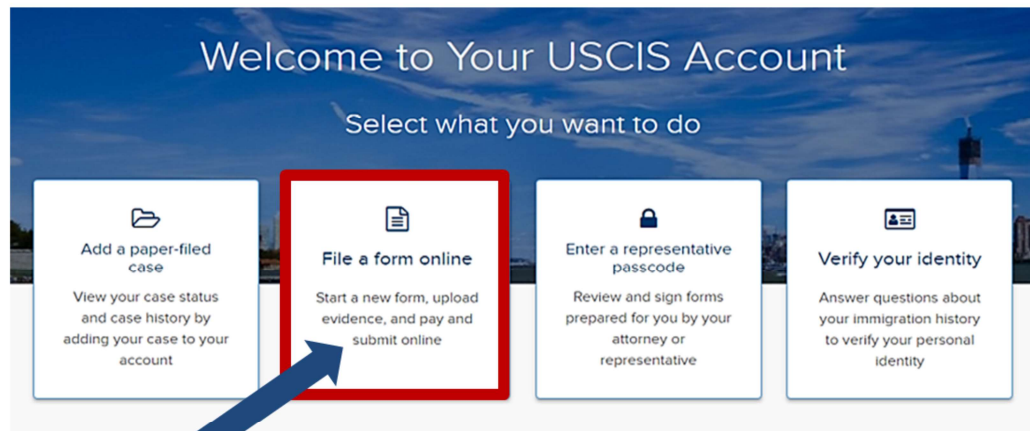 Welcome to Your USCIS Account
Select what you want to do
Add a paper-filed
case
View your case status
and case history by
adding your case to your
account
File a form online
Start a new form, upload
evidence, and pay and
submit online
Enter a representative
passcode
Review and sign forms
prepared for you by your
attorney or
representative
Verify your identity
Answer questions about
your immigration history
to verify your personal
identity